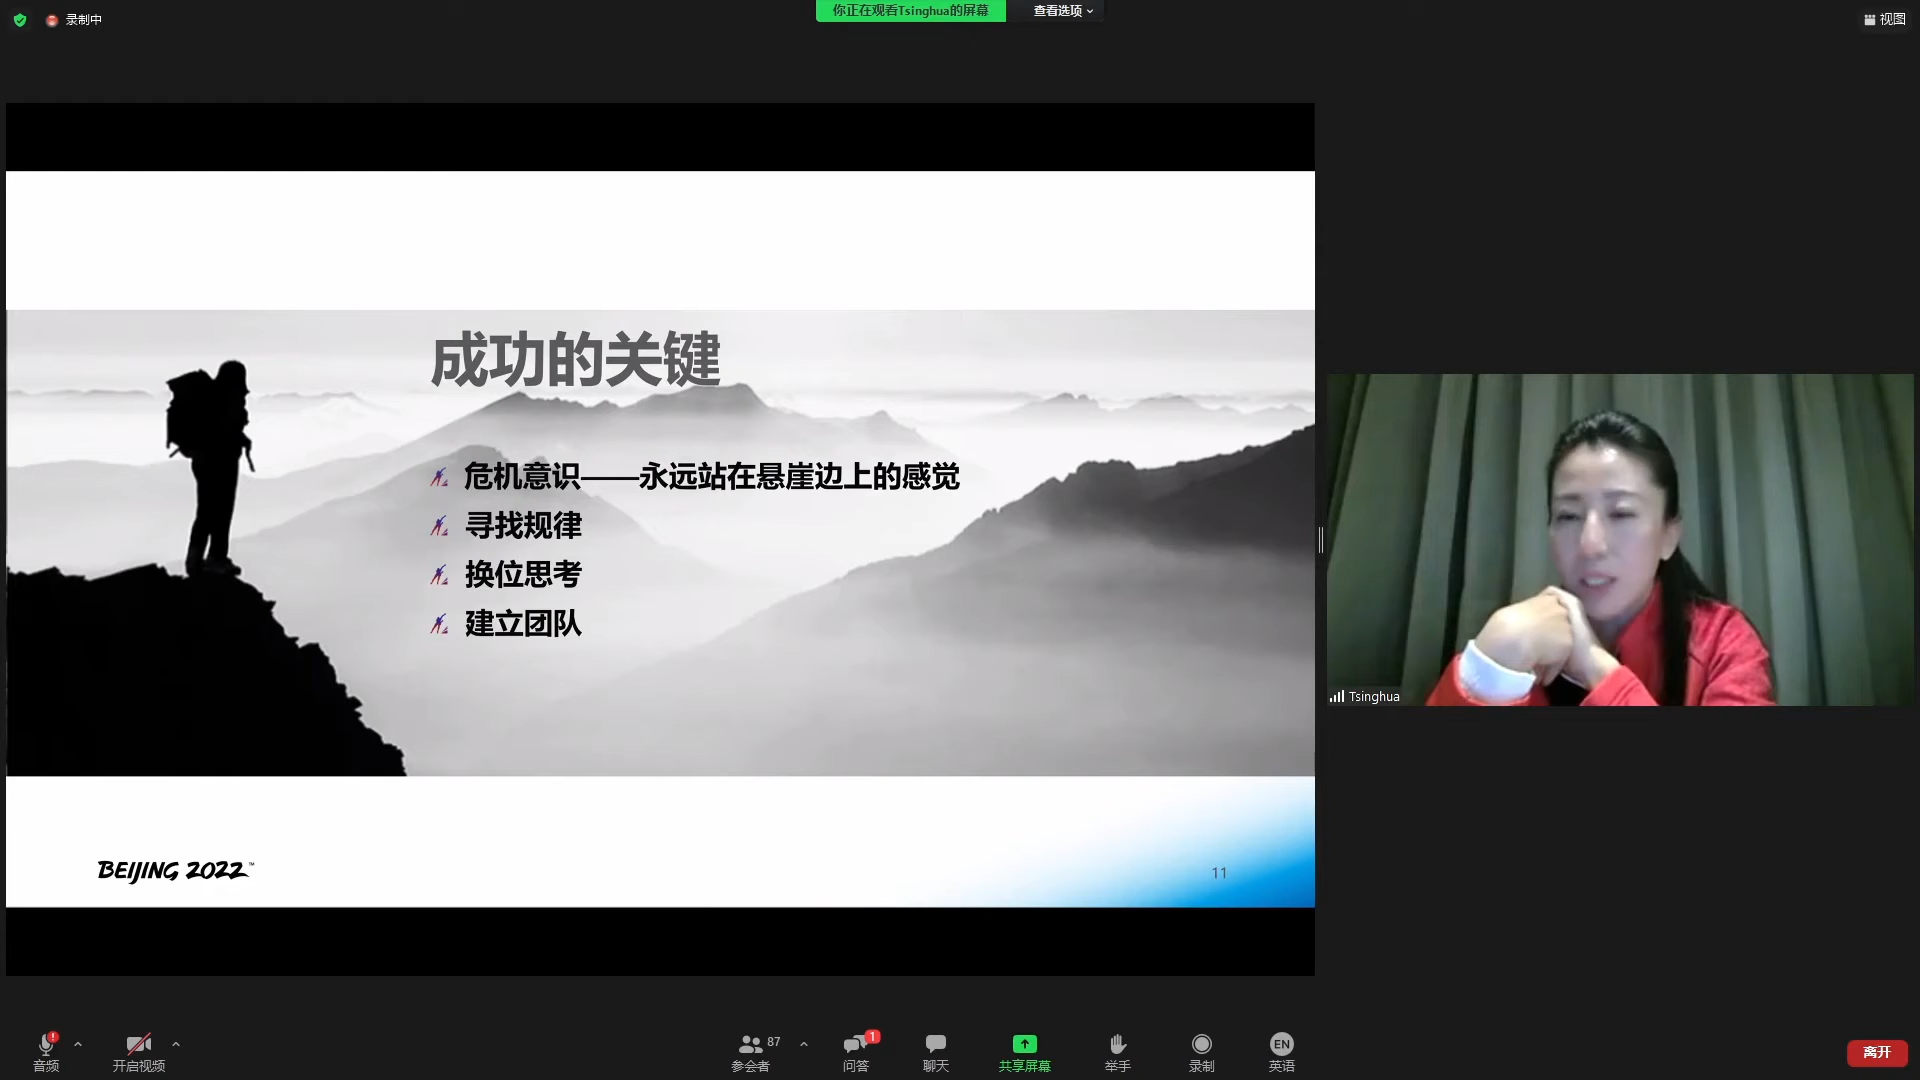 录制中
你正在观看Tsinghua的屏幕
查看选项
视图
成功的关键
危机意识——永远站在悬崖边上的感觉
寻找规律
换位思考
建立团队
Tsinghua
BEIJING 2022™
11
音频
开启视频
87
参会者
1
问答
聊天
共享屏幕
举手
录制
EN
英语
离开